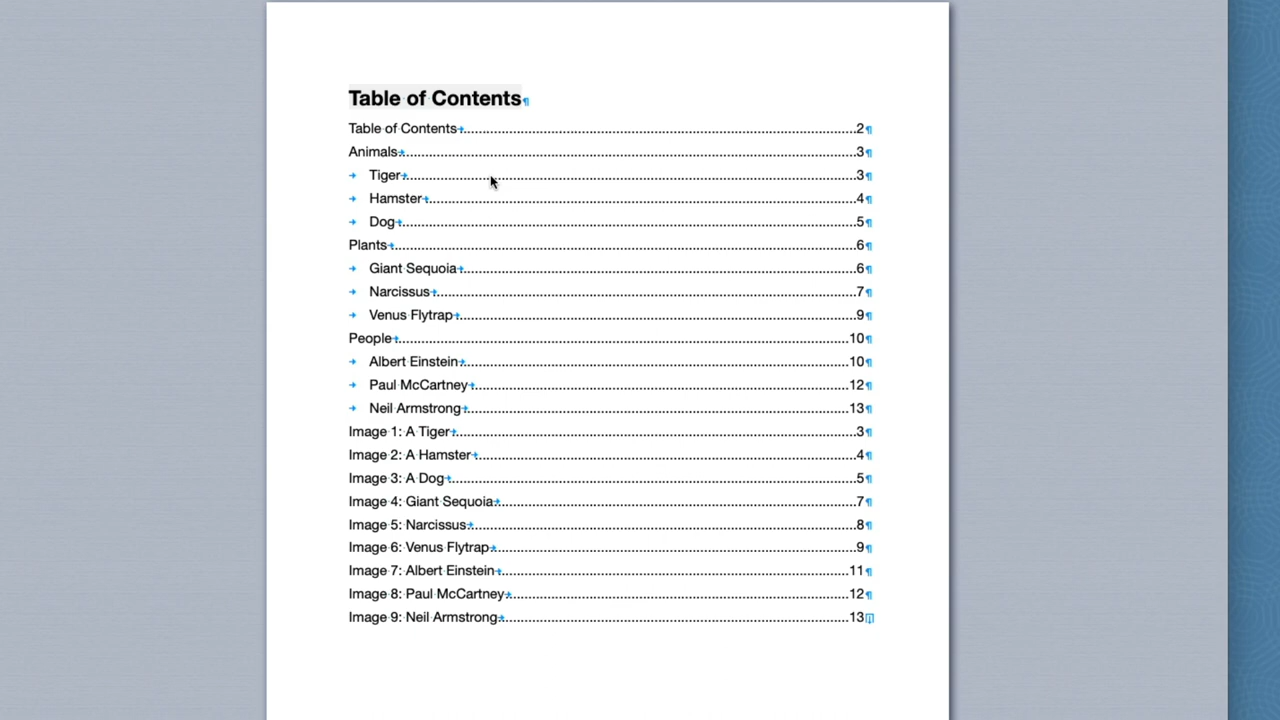 Table of Contents
Table of Contents 2
Animals 3
Tiger 3
Hamster 4
Dog 5
Plants 6
Giant Sequoia 6
Narcissus 7
Venus Flytrap 9
People 10
Albert Einstein 10
Paul McCartney 12
Neil Armstrong 13
Image 1: A Tiger 3
Image 2: A Hamster 4
Image 3: A Dog 5
Image 4: Giant Sequoia 7
Image 5: Narcissus 8
Image 6: Venus Flytrap 9
Image 7: Albert Einstein 11
Image 8: Paul McCartney 12
Image 9: Neil Armstrong 13